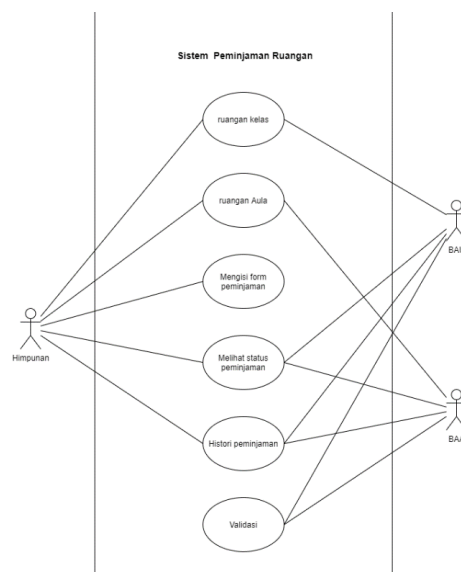 Sistem Peminjaman Ruangan
ruangan kelas
ruangan Aula
Mengisi form
peminjaman
Melihat status
peminjaman
Histori peminjaman
Validasi
Himpunan